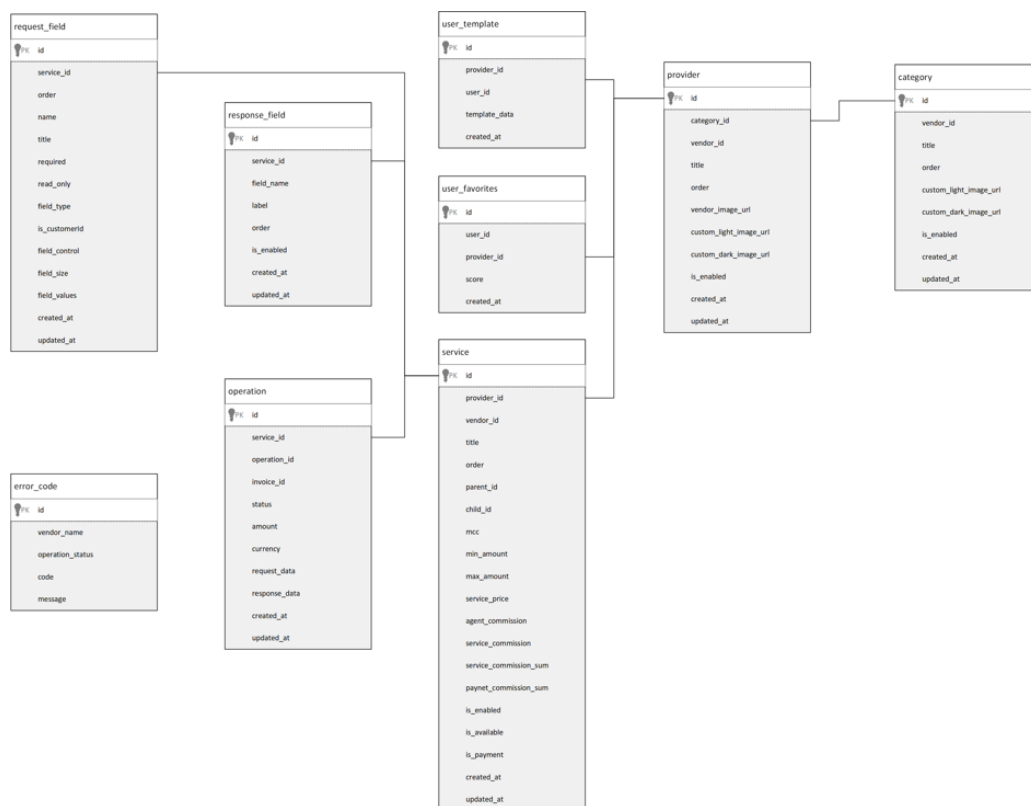 request_field
PK id
service_id
order
name
title
required
read_only
field_type
is_customerId
field_control
field_size
field_values
created_at
updated_at
response_field
PK id
service_id
field_name
label
order
is_enabled
created_at
updated_at
operation
PK id
service_id
operation_id
invoice_id
status
amount
currency
request_data
response_data
created_at
updated_at
error_code
PK id
vendor_name
operation_status
code
message
user_template
PK id
provider_id
user_id
template_data
created_at
user_favorites
PK id
user_id
provider_id
score
created_at
service
PK id
provider_id
vendor_id
title
order
parent_id
child_id
mcc
min_amount
max_amount
service_price
agent_commission
service_commission
service_commission_sum
paynet_commission_sum
is_enabled
is_available
is_payment
created_at
updated_at
provider
PK id
category_id
vendor_id
title
order
vendor_image_url
custom_light_image_url
custom_dark_image_url
is_enabled
created_at
updated_at
category
PK id
vendor_id
title
order
custom_light_image_url
custom_dark_image_url
is_enabled
created_at
updated_at